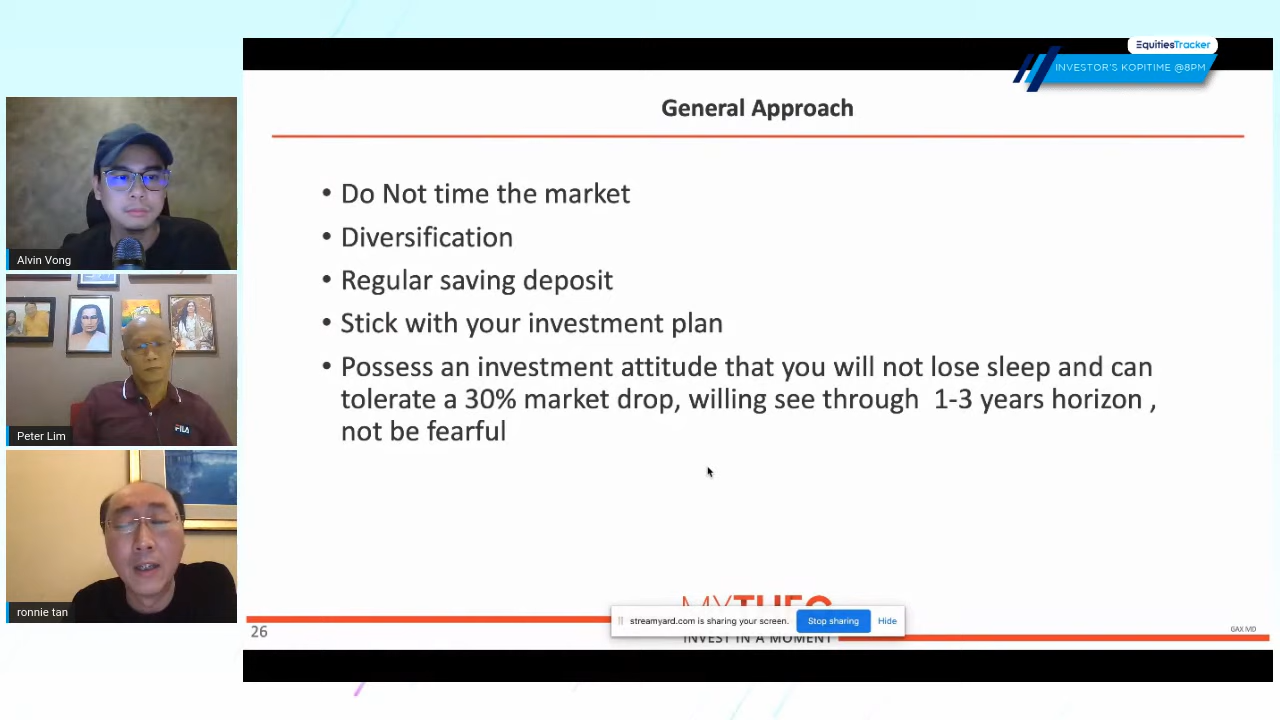 EquitiesTracker
INVESTOR'S KOPITIME @8PM
General Approach
• Do Not time the market
• Diversification
• Regular saving deposit
• Stick with your investment plan
• Possess an investment attitude that you will not lose sleep and can
tolerate a 30% market drop, willing see through 1-3 years horizon ,
not be fearful
Alvin Vong
FILA
Peter Lim
ronnie tan
streamyard.com is sharing your screen. Stop sharing Hide
INVEST IN A MOMENT
26
GAX MD